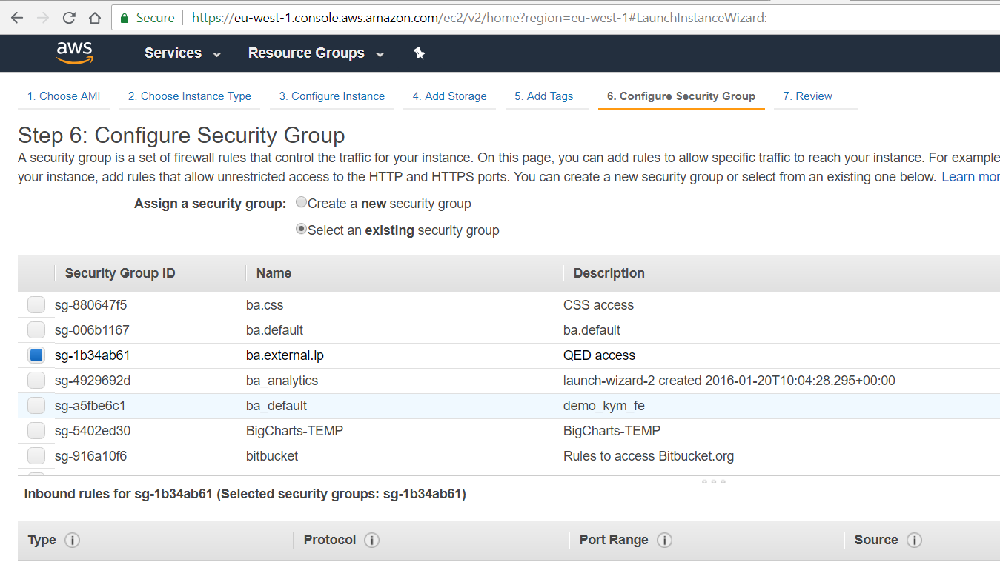 Secure https://eu-west-1.console.aws.amazon.com/ec2/v2/home?region=eu-west-1#LaunchInstanceWizard:
aws Services Resource Groups
1. Choose AMI 2. Choose Instance Type 3. Configure Instance 4. Add Storage 5. Add Tags 6. Configure Security Group 7. Review
Step 6: Configure Security Group
A security group is a set of firewall rules that control the traffic for your instance. On this page, you can add rules to allow specific traffic to reach your instance. For example
your instance, add rules that allow unrestricted access to the HTTP and HTTPS ports. You can create a new security group or select from an existing one below. Learn mor
Assign a security group: Create a new security group
Select an existing security group
Security Group ID Name Description
sg-880647f5 ba.css CSS access
sg-006b1167 ba.default ba.default
sg-1b34ab61 ba.external.ip QED access
sg-4929692d ba_analytics launch-wizard-2 created 2016-01-20T10:04:28.295+00:00
sg-a5fbe6c1 ba_default demo_kym_fe
sg-5402ed30 BigCharts-TEMP BigCharts-TEMP
sg-916a10f6 bitbucket Rules to access Bitbucket.org
Inbound rules for sg-1b34ab61 (Selected security groups: sg-1b34ab61)
Type i Protocol i Port Range i Source i